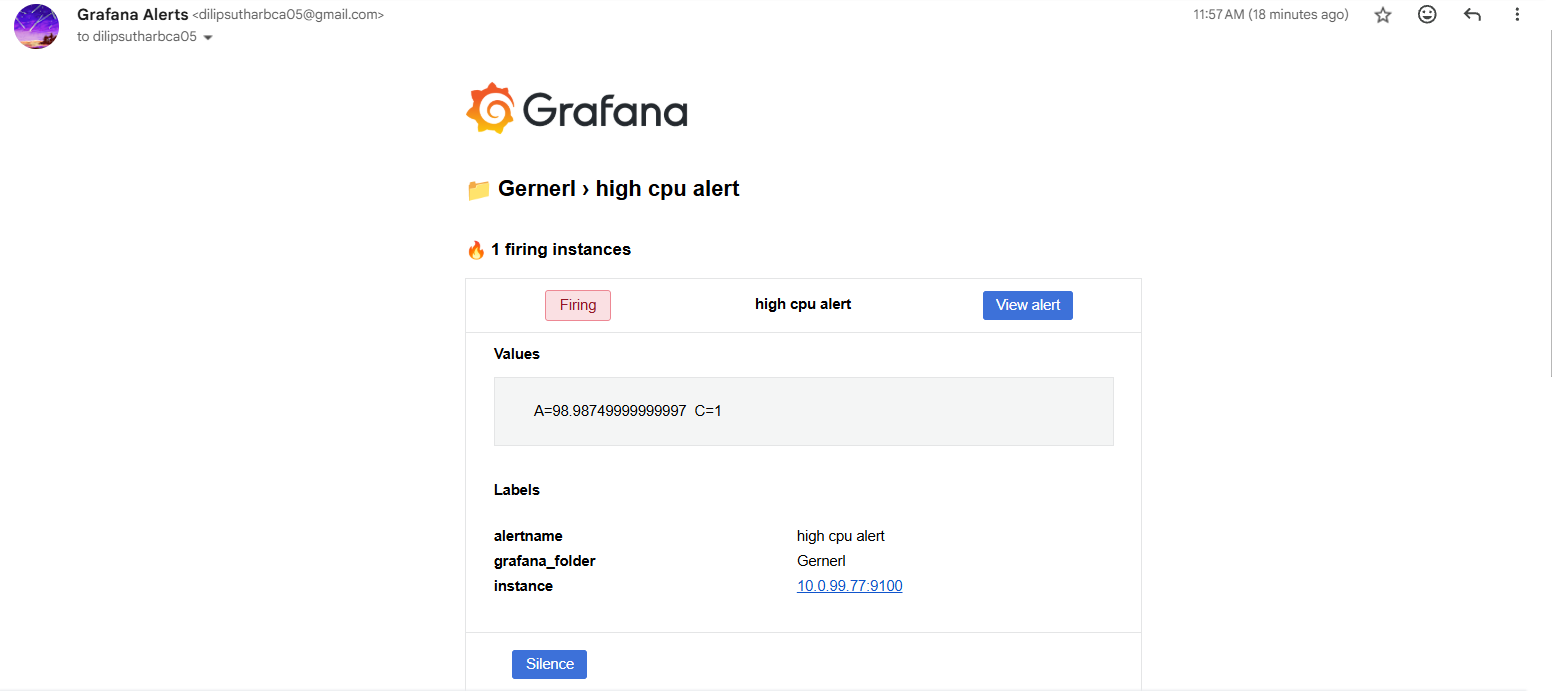 Grafana Alerts <dilipsutharbca05@gmail.com>
11:57 AM (18 minutes ago)
to dilipsutharbca05
Grafana
Gernerl › high cpu alert
1 firing instances
Firing
high cpu alert
View alert
Values
A=98.98749999999997 C=1
Labels
alertname high cpu alert
grafana_folder Gernerl
instance 10.0.99.77:9100
Silence